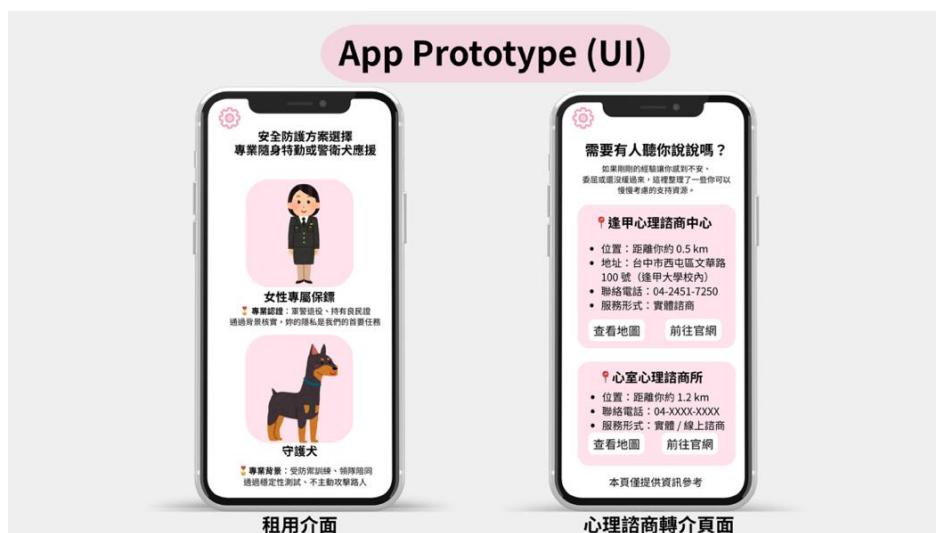 App Prototype (UI)
安全防護方案選擇
專業隨身特勤或警衛犬應援
女性專屬保鏢
🎖️ 專業認證：軍警退役、持有良民證
通過背景核實，妳的隱私是我們的首要任務
守護犬
🎖️ 專業背景：受防禦訓練、領隊陪同
通過穩定性測試、不主動攻擊路人
租用介面
需要有人聽你說說嗎？
如果剛剛的經驗讓你感到不安、
委屈或還沒緩過來，這裡整理了一些你可以
慢慢考慮的支持資源。
📍逢甲心理諮商中心
• 位置：距離你約 0.5 km
• 地址：台中市西屯區文華路
100 號（逢甲大學校內）
• 聯絡電話：04-2451-7250
• 服務形式：實體諮商
查看地圖 前往官網
📍心室心理諮商所
• 位置：距離你約 1.2 km
• 聯絡電話：04-XXXX-XXXX
• 服務形式：實體 / 線上諮商
查看地圖 前往官網
本頁僅提供資訊參考
心理諮商轉介頁面